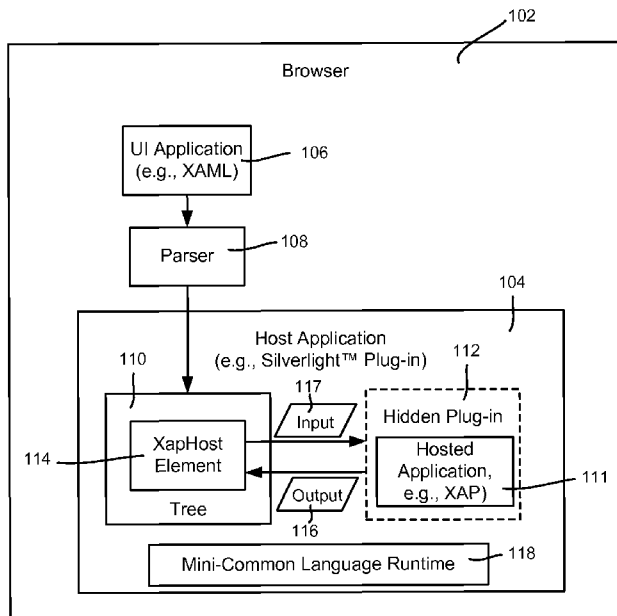 102
Browser
UI Application
(e.g., XAML)
106
Parser
108
104
Host Application
(e.g., Silverlight™ Plug-in)
110
112
117
Input
Hidden Plug-in
XapHost
Element
114
Hosted
Application,
e.g., XAP)
111
Output
116
Tree
Mini-Common Language Runtime
118